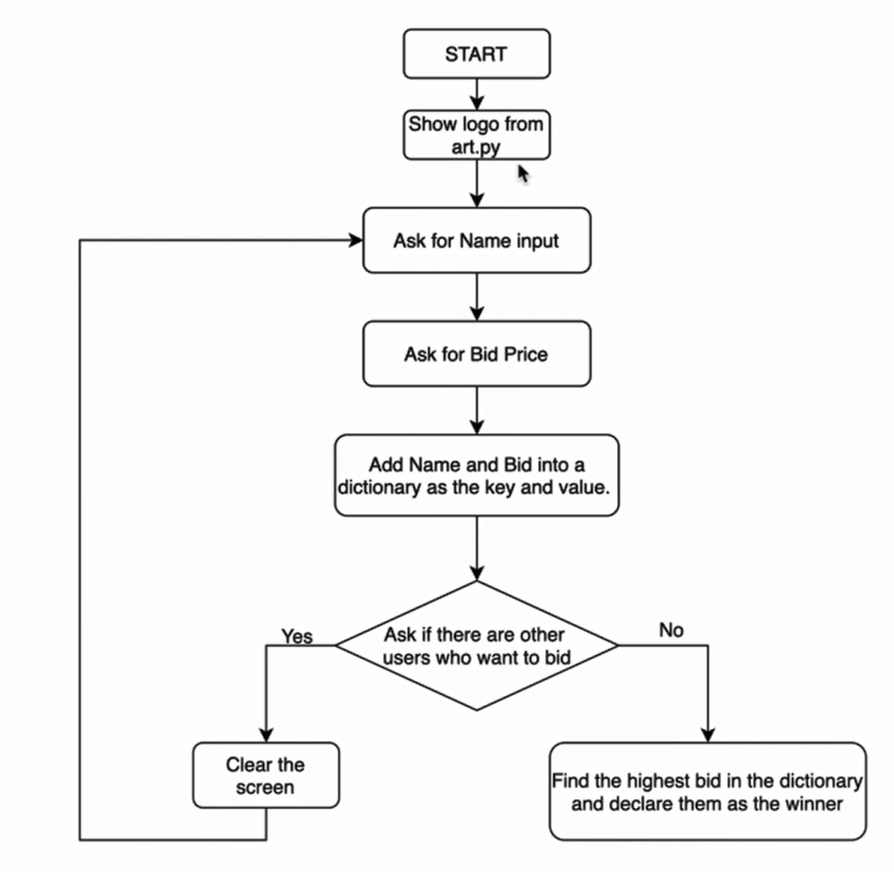 START
Show logo from
art.py
Ask for Name input
Ask for Bid Price
Add Name and Bid into a
dictionary as the key and value.
Ask if there are other
users who want to bid
Yes
No
Clear the
screen
Find the highest bid in the dictionary
and declare them as the winner